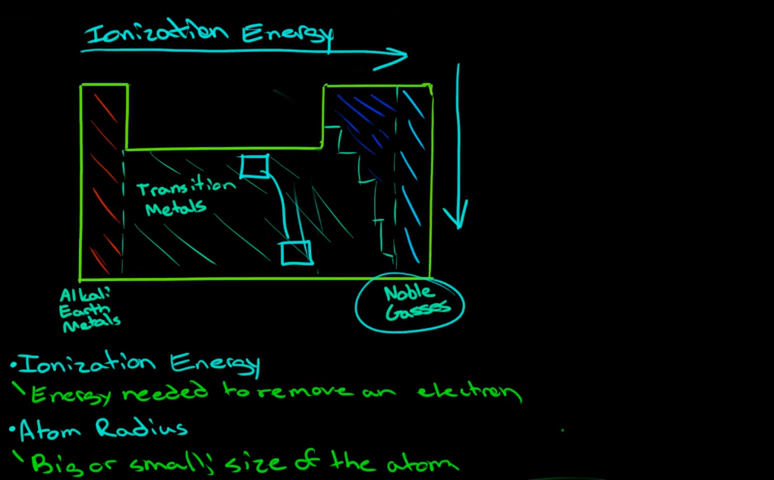 Ionization Energy
Transition
Metals
Alkali
Earth
Metals
Noble
Gasses
•Ionization Energy
\Energy needed to remove an electron
•Atom Radius
\Big or small; size of the atom